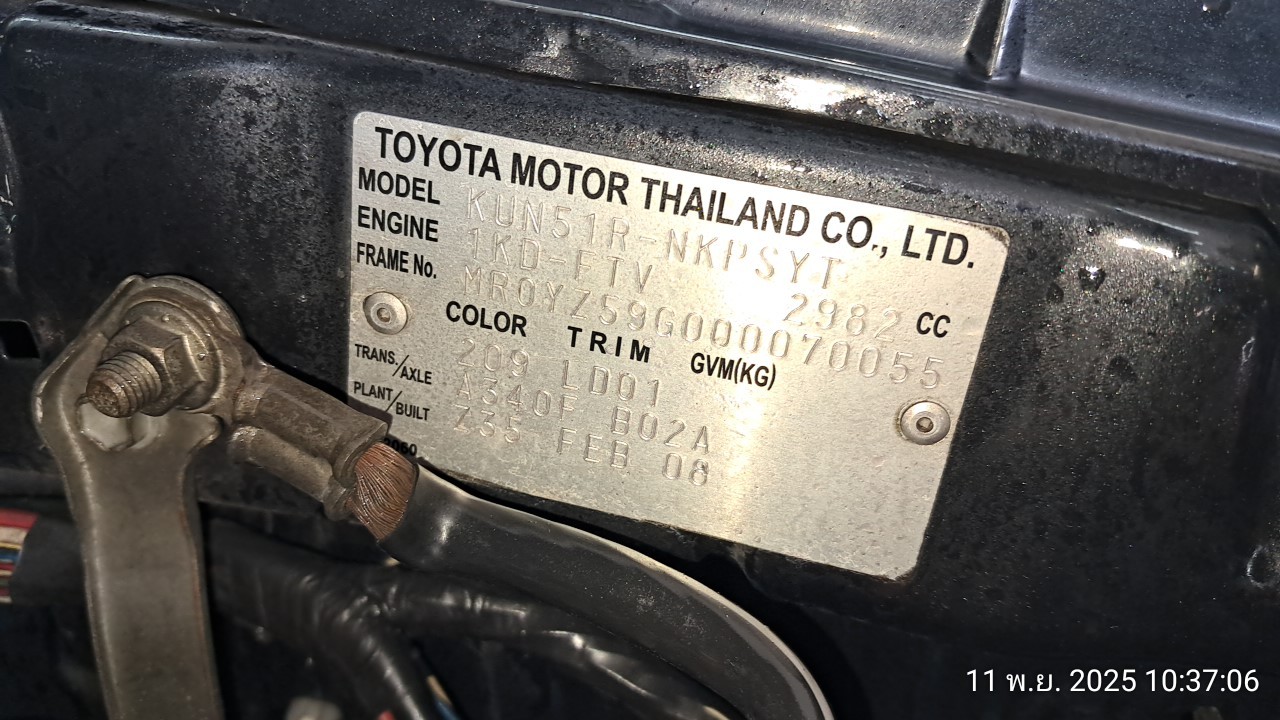 TOYOTA MOTOR THAILAND CO., LTD.
MODEL KUN51R-NKPSYT
ENGINE 1KD-FTV 2982 CC
FRAME No. MR0YZ59G000070055
COLOR TRIM GVM(KG)
209 LD01
TRANS./AXLE A340F B02A
PLANT/BUILT Z35 FEB 08
11 พ.ย. 2025 10:37:06